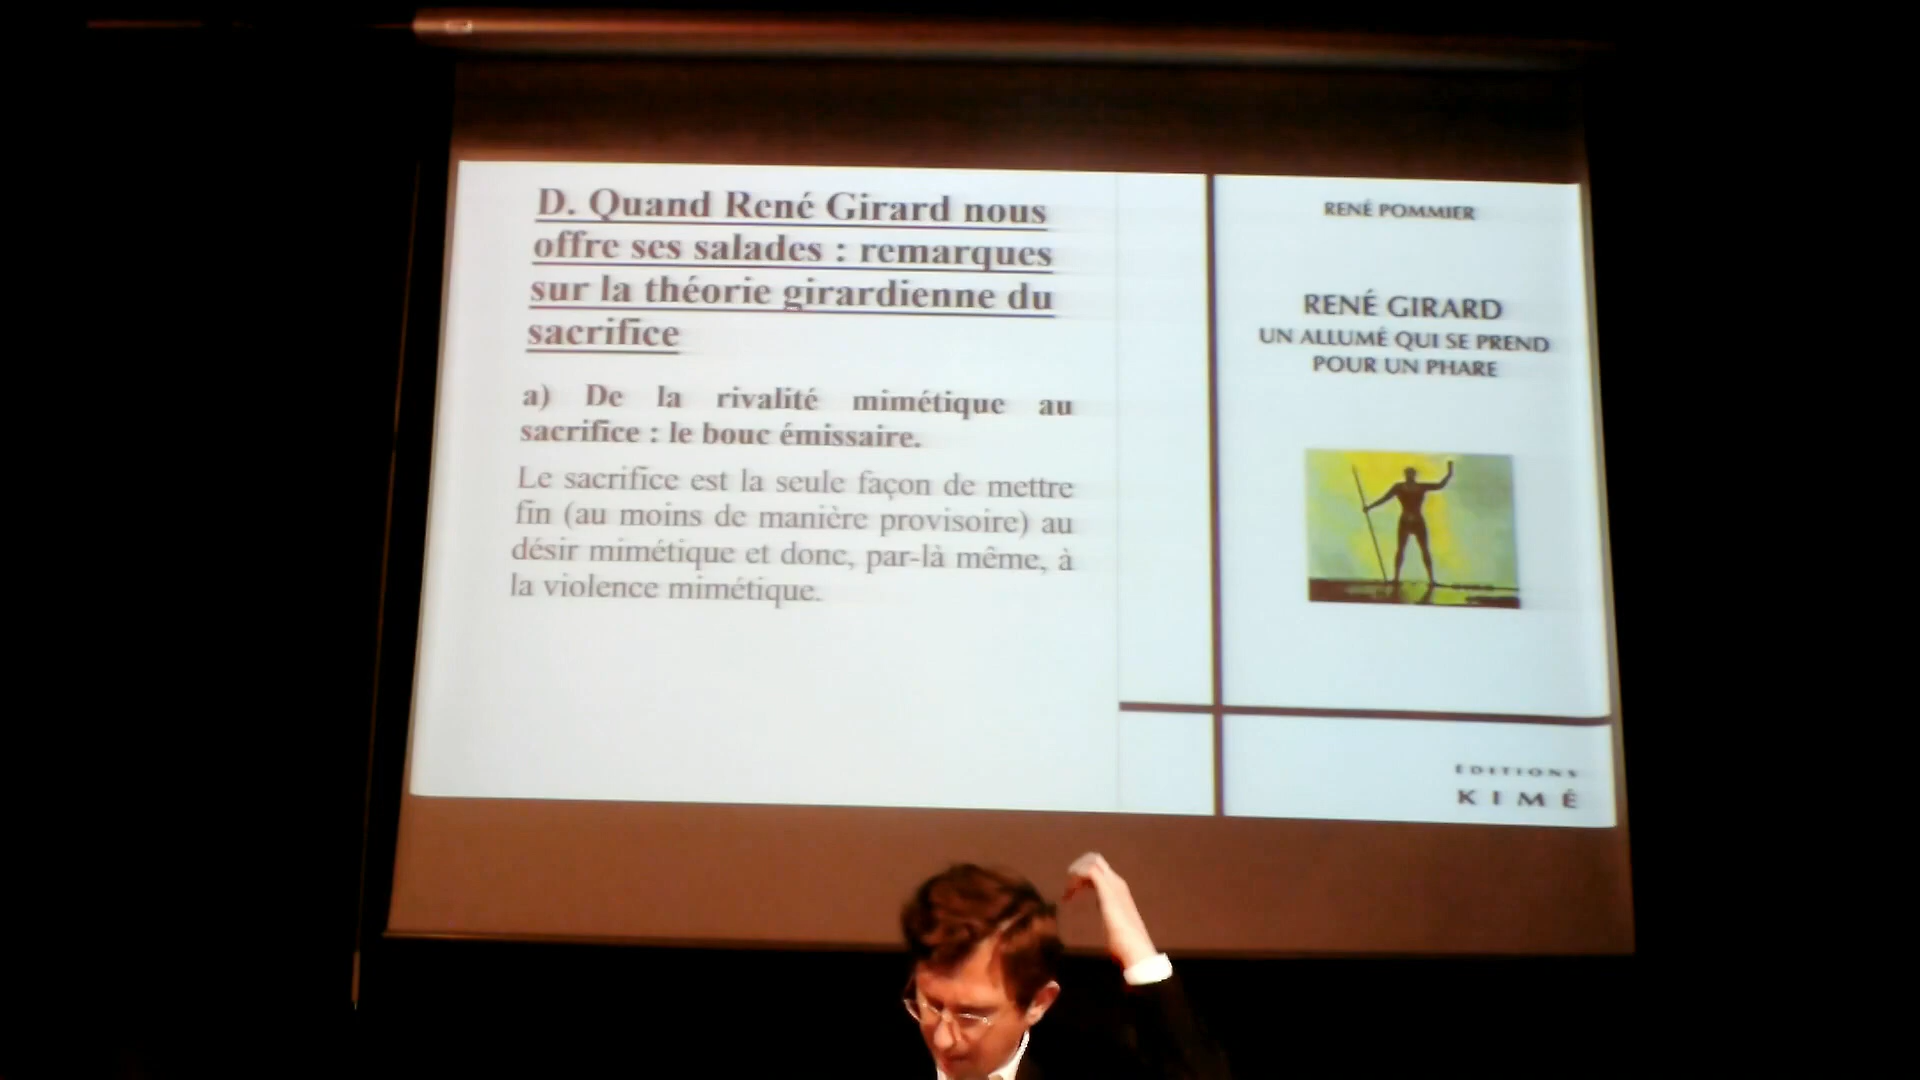 D. Quand René Girard nous
offre ses salades : remarques
sur la théorie girardienne du
sacrifice
a) De la rivalité mimétique au
sacrifice : le bouc émissaire.
Le sacrifice est la seule façon de mettre
fin (au moins de manière provisoire) au
désir mimétique et donc, par-là même, à
la violence mimétique.
RENÉ POMMIER
RENÉ GIRARD
UN ALLUMÉ QUI SE PREND
POUR UN PHARE
ÉDITIONS
KIMÉ